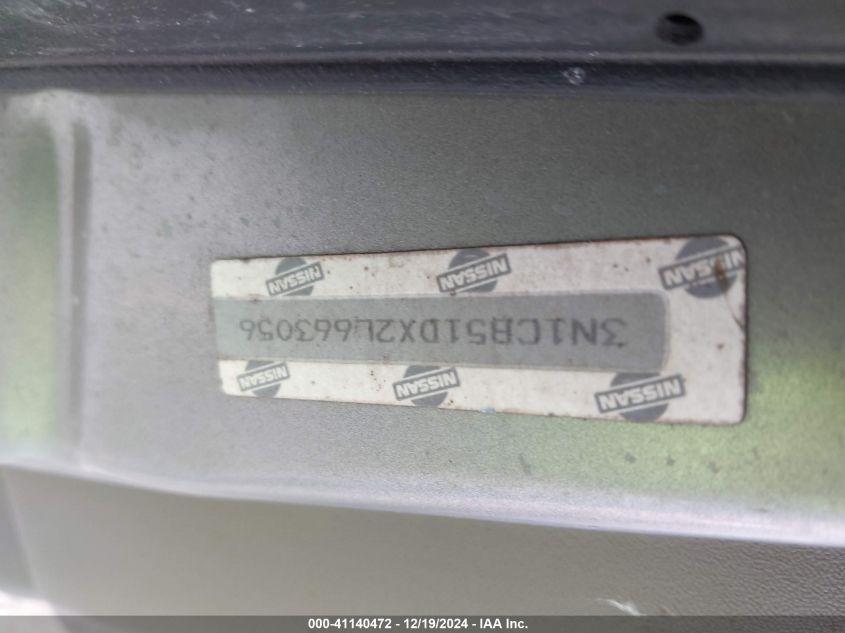 NISSAN NISSAN NISSAN
3N1CB51DX2L663056
NISSAN NISSAN NISSAN
000-41140472 - 12/19/2024 - IAA Inc.